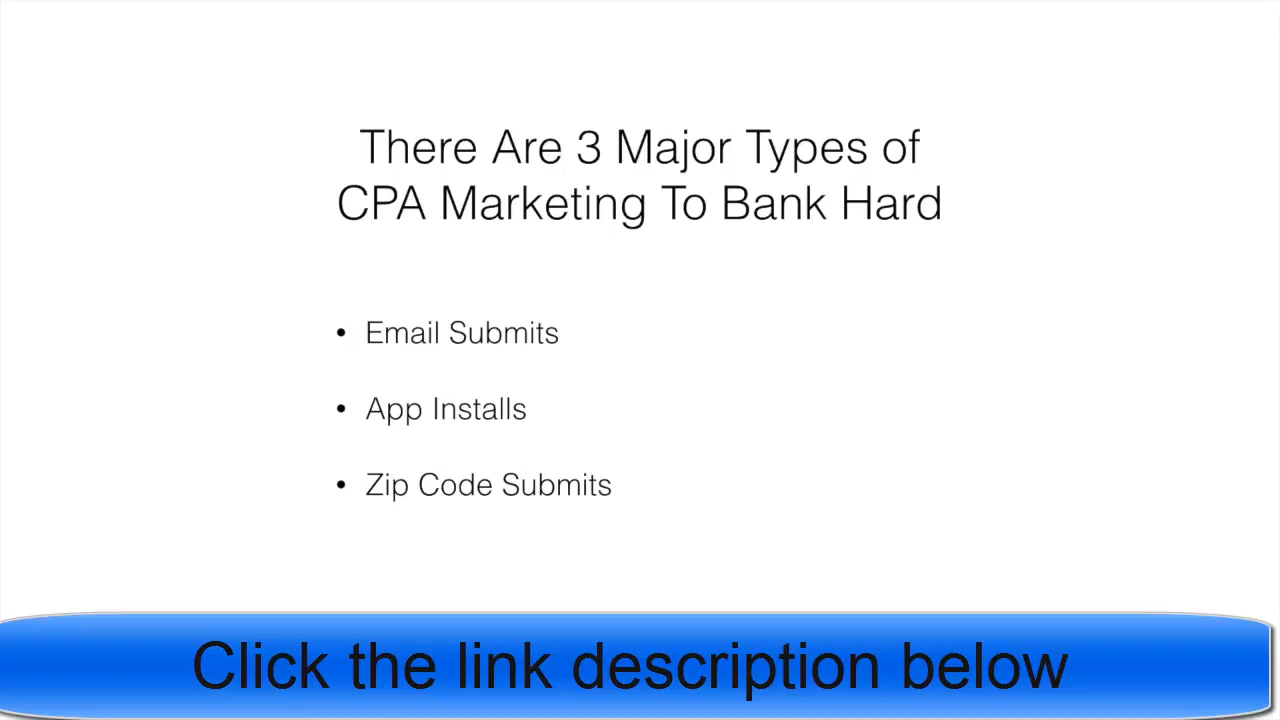 There Are 3 Major Types of
CPA Marketing To Bank Hard
• Email Submits
• App Installs
• Zip Code Submits
Click the link description below